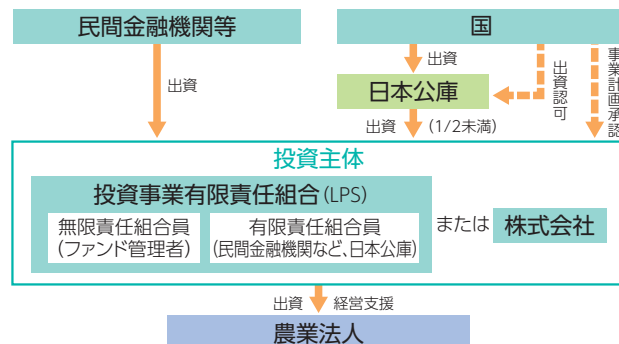 民間金融機関等
国
出資
出資
出資認可
事業計画承認
日本公庫
出資 (1/2未満)
投資主体
投資事業有限責任組合(LPS)
無限責任組合員
(ファンド管理者)
有限責任組合員
(民間金融機関など、日本公庫)
または
株式会社
出資 経営支援
農業法人